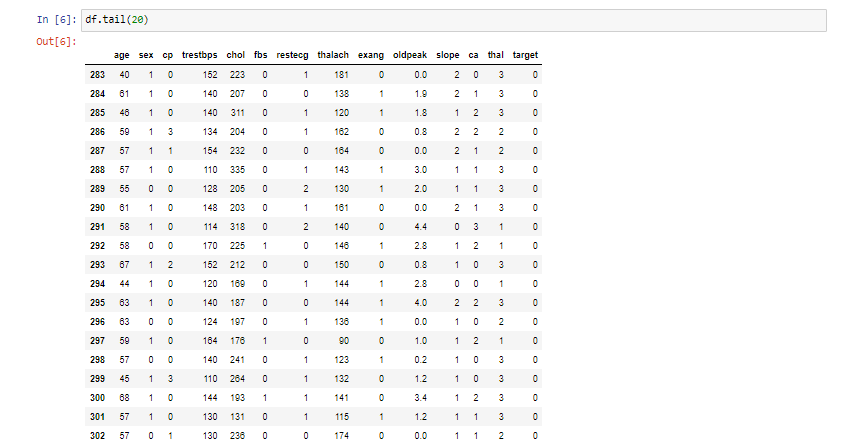 In [6]: df.tail(20)
Out[6]:
age sex cp trestbps chol fbs restecg thalach exang oldpeak slope ca thal target
283 40 1 0 152 223 0 1 181 0 0.0 2 0 3 0
284 61 1 0 140 207 0 0 138 1 1.9 2 1 3 0
285 46 1 0 140 311 0 1 120 1 1.8 1 2 3 0
286 59 1 3 134 204 0 1 162 0 0.8 2 2 2 0
287 57 1 1 154 232 0 0 164 0 0.0 2 1 2 0
288 57 1 0 110 335 0 1 143 1 3.0 1 1 3 0
289 55 0 0 128 205 0 2 130 1 2.0 1 1 3 0
290 61 1 0 148 203 0 1 161 0 0.0 2 1 3 0
291 58 1 0 114 318 0 2 140 0 4.4 0 3 1 0
292 58 0 0 170 225 1 0 146 1 2.8 1 2 1 0
293 67 1 2 152 212 0 0 150 0 0.8 1 0 3 0
294 44 1 0 120 169 0 1 144 1 2.8 0 0 1 0
295 63 1 0 140 187 0 0 144 1 4.0 2 2 3 0
296 63 0 0 124 197 0 1 136 1 0.0 1 0 2 0
297 59 1 0 164 176 1 0 90 0 1.0 1 2 1 0
298 57 0 0 140 241 0 1 123 1 0.2 1 0 3 0
299 45 1 3 110 264 0 1 132 0 1.2 1 0 3 0
300 68 1 0 144 193 1 1 141 0 3.4 1 2 3 0
301 57 1 0 130 131 0 1 115 1 1.2 1 1 3 0
302 57 0 1 130 236 0 0 174 0 0.0 1 1 2 0